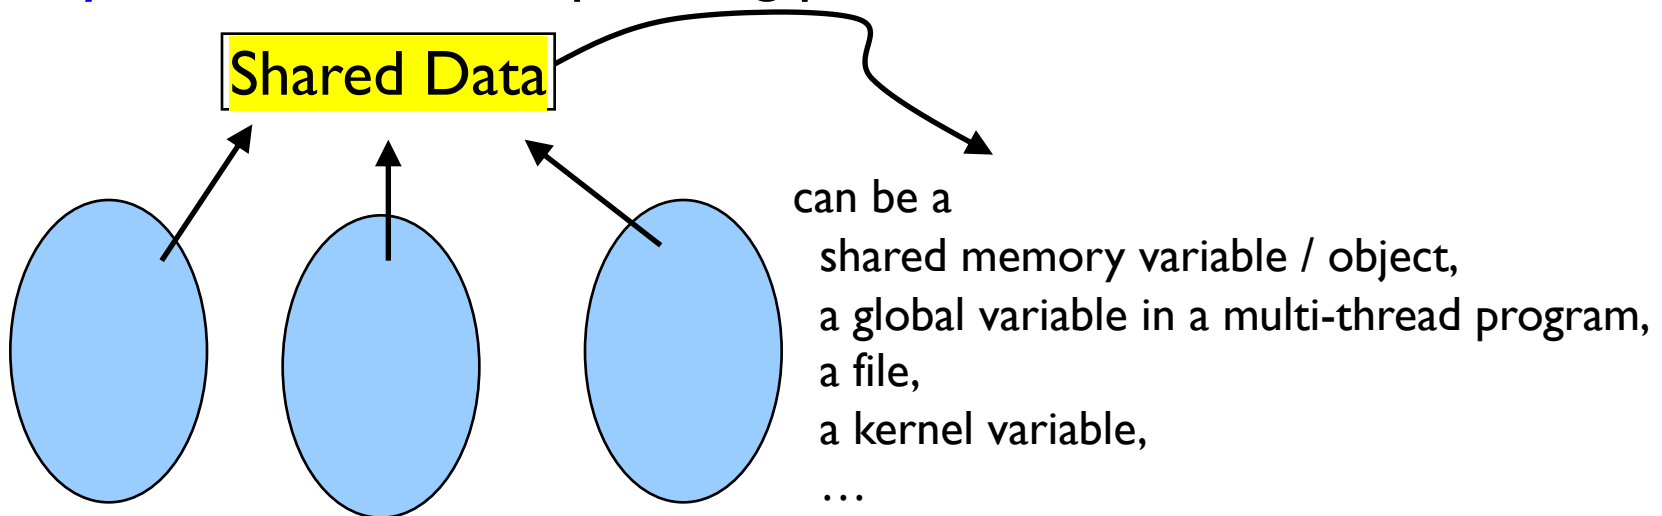 Shared Data
can be a
shared memory variable / object,
a global variable in a multi-thread program,
a file,
a kernel variable,
…